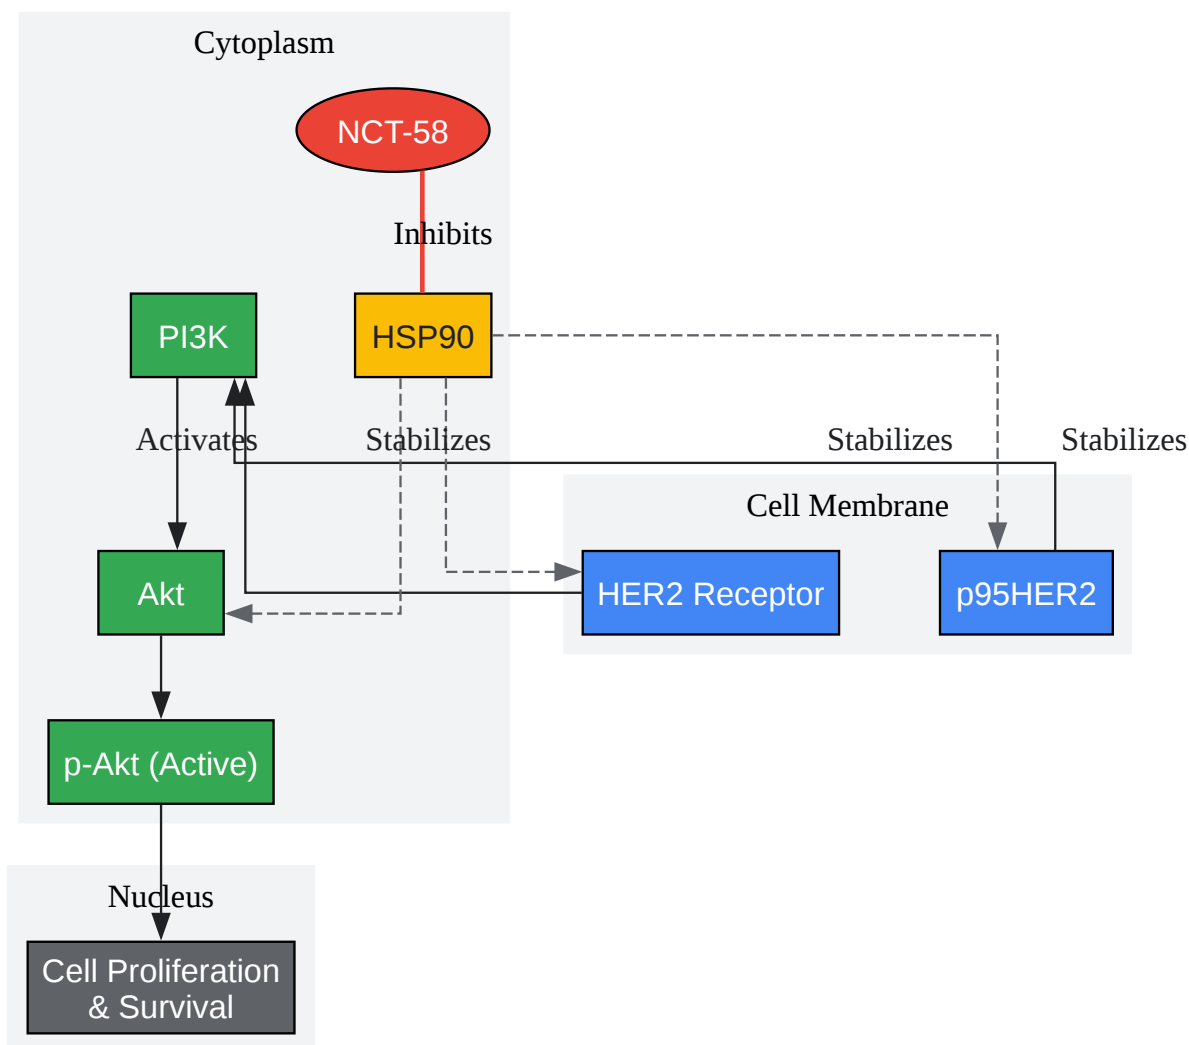 Cytoplasm
NCT-58
Inhibits
PI3K
HSP90
Activates
Stabilizes
Stabilizes
Stabilizes
Cell Membrane
Akt
HER2 Receptor
p95HER2
p-Akt (Active)
Nucleus
Cell Proliferation
& Survival